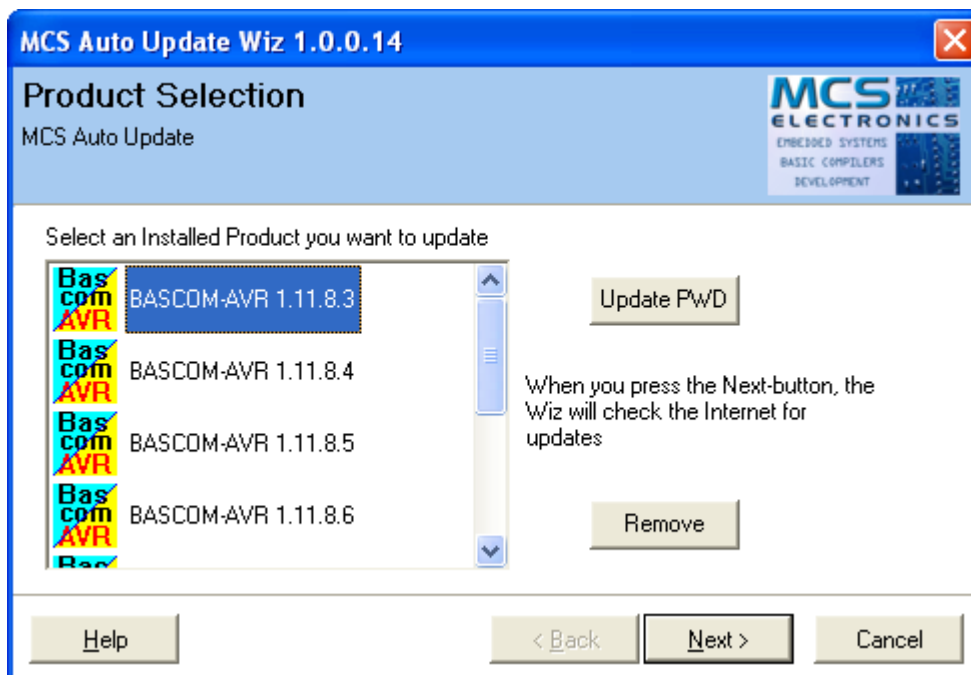 MCS Auto Update Wiz 1.0.0.14
Product Selection
MCS Auto Update
MCS
ELECTRONICS
EMBEDDED SYSTEMS
BASIC COMPILERS
DEVELOPMENT
Select an Installed Product you want to update
Bas
com
AVR
BASCOM-AVR 1.11.8.3
Bas
com
AVR
BASCOM-AVR 1.11.8.4
Bas
com
AVR
BASCOM-AVR 1.11.8.5
Bas
com
AVR
BASCOM-AVR 1.11.8.6
Bas
Update PWD
When you press the Next-button, the
Wiz will check the Internet for
updates
Remove
Help
< Back
Next >
Cancel